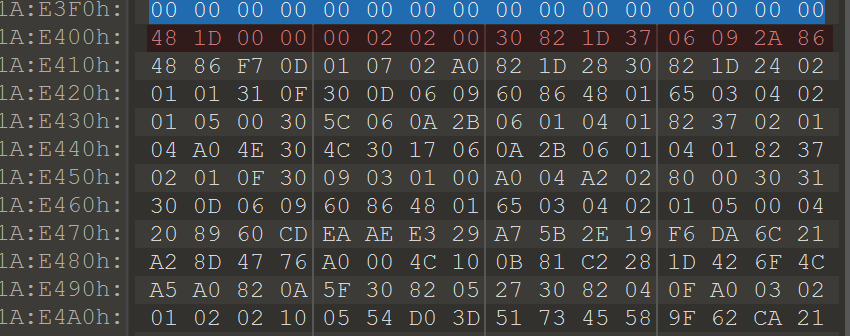 1A:E3F0h: 00 00 00 00 00 00 00 00 00 00 00 00 00 00 00 00
1A:E400h: 48 1D 00 00 00 02 02 00 30 82 1D 37 06 09 2A 86
1A:E410h: 48 86 F7 0D 01 07 02 A0 82 1D 28 30 82 1D 24 02
1A:E420h: 01 01 31 0F 30 0D 06 09 60 86 48 01 65 03 04 02
1A:E430h: 01 05 00 30 5C 06 0A 2B 06 01 04 01 82 37 02 01
1A:E440h: 04 A0 4E 30 4C 30 17 06 0A 2B 06 01 04 01 82 37
1A:E450h: 02 01 0F 30 09 03 01 00 A0 04 A2 02 80 00 30 31
1A:E460h: 30 0D 06 09 60 86 48 01 65 03 04 02 01 05 00 04
1A:E470h: 20 89 60 CD EA AE E3 29 A7 5B 2E 19 F6 DA 6C 21
1A:E480h: A2 8D 47 76 A0 00 4C 10 0B 81 C2 28 1D 42 6F 4C
1A:E490h: A5 A0 82 0A 5F 30 82 05 27 30 82 04 0F A0 03 02
1A:E4A0h: 01 02 02 10 05 54 D0 3D 51 73 45 58 9F 62 CA 21